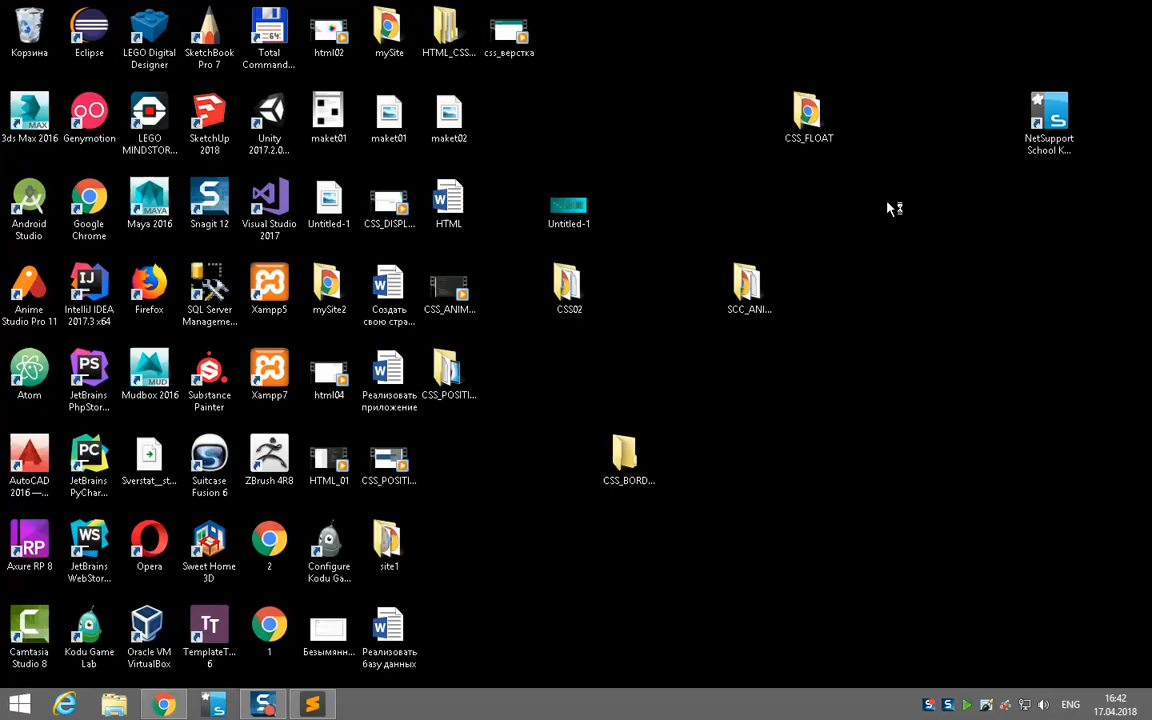 Корзина
Eclipse
LEGO Digital
Designer
SketchBook
Pro 7
Total
Command...
html02
mySite
HTML_CSS...
css_верстка
3ds Max 2016
Genymotion
LEGO
MINDSTOR...
SketchUp
2018
Unity
2017.2.0...
maket01
maket01
maket02
CSS_FLOAT
NetSupport
School K...
Android
Studio
Google
Chrome
Maya 2016
Snagit 12
Visual Studio
2017
Untitled-1
CSS_DISPL...
HTML
Untitled-1
Anime
Studio Pro 11
IntelliJ IDEA
2017.3 x64
Firefox
SQL Server
Manageme...
Xampp5
mySite2
Создать
свою стра...
CSS_ANIM...
CSS02
SCC_ANI...
Atom
JetBrains
PhpStor...
Mudbox 2016
Substance
Painter
Xampp7
html04
Реализовать
приложение
CSS_POSITI...
AutoCAD
2016 —...
JetBrains
PyChar...
Sverstat__st...
Suitcase
Fusion 6
ZBrush 4R8
HTML_01
CSS_POSITI...
CSS_BORD...
Axure RP 8
JetBrains
WebStor...
Opera
Sweet Home
3D
2
Configure
Kodu Ga...
site1
Camtasia
Studio 8
Kodu Game
Lab
Oracle VM
VirtualBox
TemplateT...
6
1
Безымянн...
Реализовать
базу данных
ENG
16:42
17.04.2018